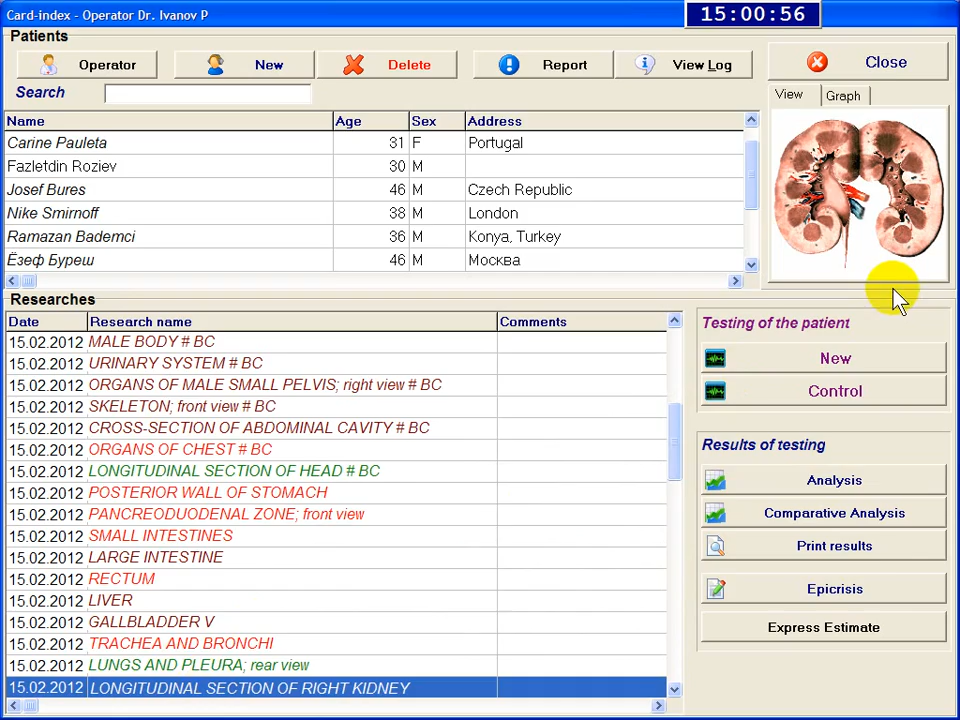 Card-index - Operator Dr. Ivanov P
15:00:56
Patients
Operator New Delete Report View Log Close
Search
View Graph
Name Age Sex Address
Carine Pauleta 31 F Portugal
Fazletdin Roziev 30 M
Josef Bures 46 M Czech Republic
Nike Smirnoff 38 M London
Ramazan Bademci 36 M Konya, Turkey
Ёзеф Буреш 46 M Москва
Researches
Date Research name Comments
15.02.2012 MALE BODY # BC
15.02.2012 URINARY SYSTEM # BC
15.02.2012 ORGANS OF MALE SMALL PELVIS; right view # BC
15.02.2012 SKELETON; front view # BC
15.02.2012 CROSS-SECTION OF ABDOMINAL CAVITY # BC
15.02.2012 ORGANS OF CHEST # BC
15.02.2012 LONGITUDINAL SECTION OF HEAD # BC
15.02.2012 POSTERIOR WALL OF STOMACH
15.02.2012 PANCREODUODENAL ZONE; front view
15.02.2012 SMALL INTESTINES
15.02.2012 LARGE INTESTINE
15.02.2012 RECTUM
15.02.2012 LIVER
15.02.2012 GALLBLADDER V
15.02.2012 TRACHEA AND BRONCHI
15.02.2012 LUNGS AND PLEURA; rear view
15.02.2012 LONGITUDINAL SECTION OF RIGHT KIDNEY
Testing of the patient
New
Control
Results of testing
Analysis
Comparative Analysis
Print results
Epicrisis
Express Estimate